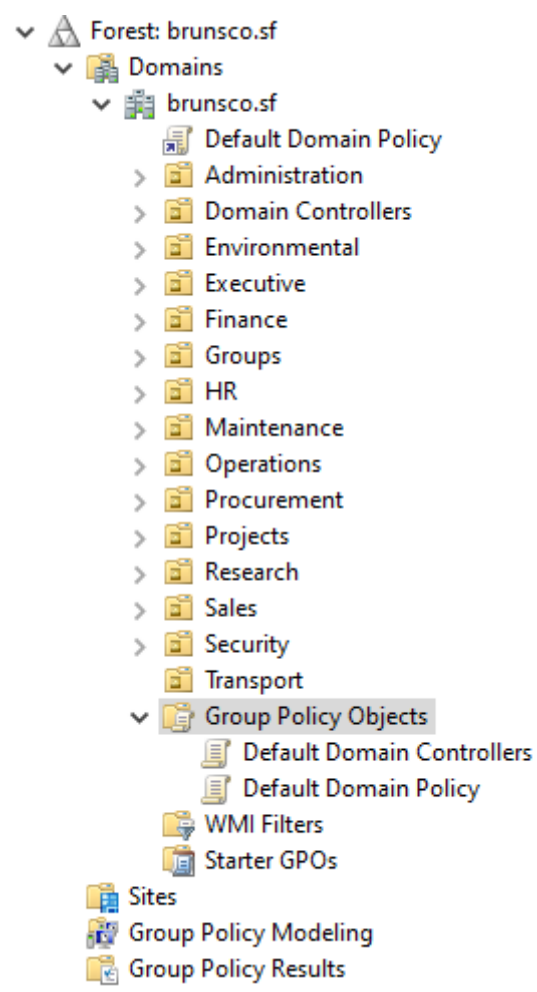 Forest: brunsco.sf
Domains
brunsco.sf
Default Domain Policy
Administration
Domain Controllers
Environmental
Executive
Finance
Groups
HR
Maintenance
Operations
Procurement
Projects
Research
Sales
Security
Transport
Group Policy Objects
Default Domain Controllers
Default Domain Policy
WMI Filters
Starter GPOs
Sites
Group Policy Modeling
Group Policy Results